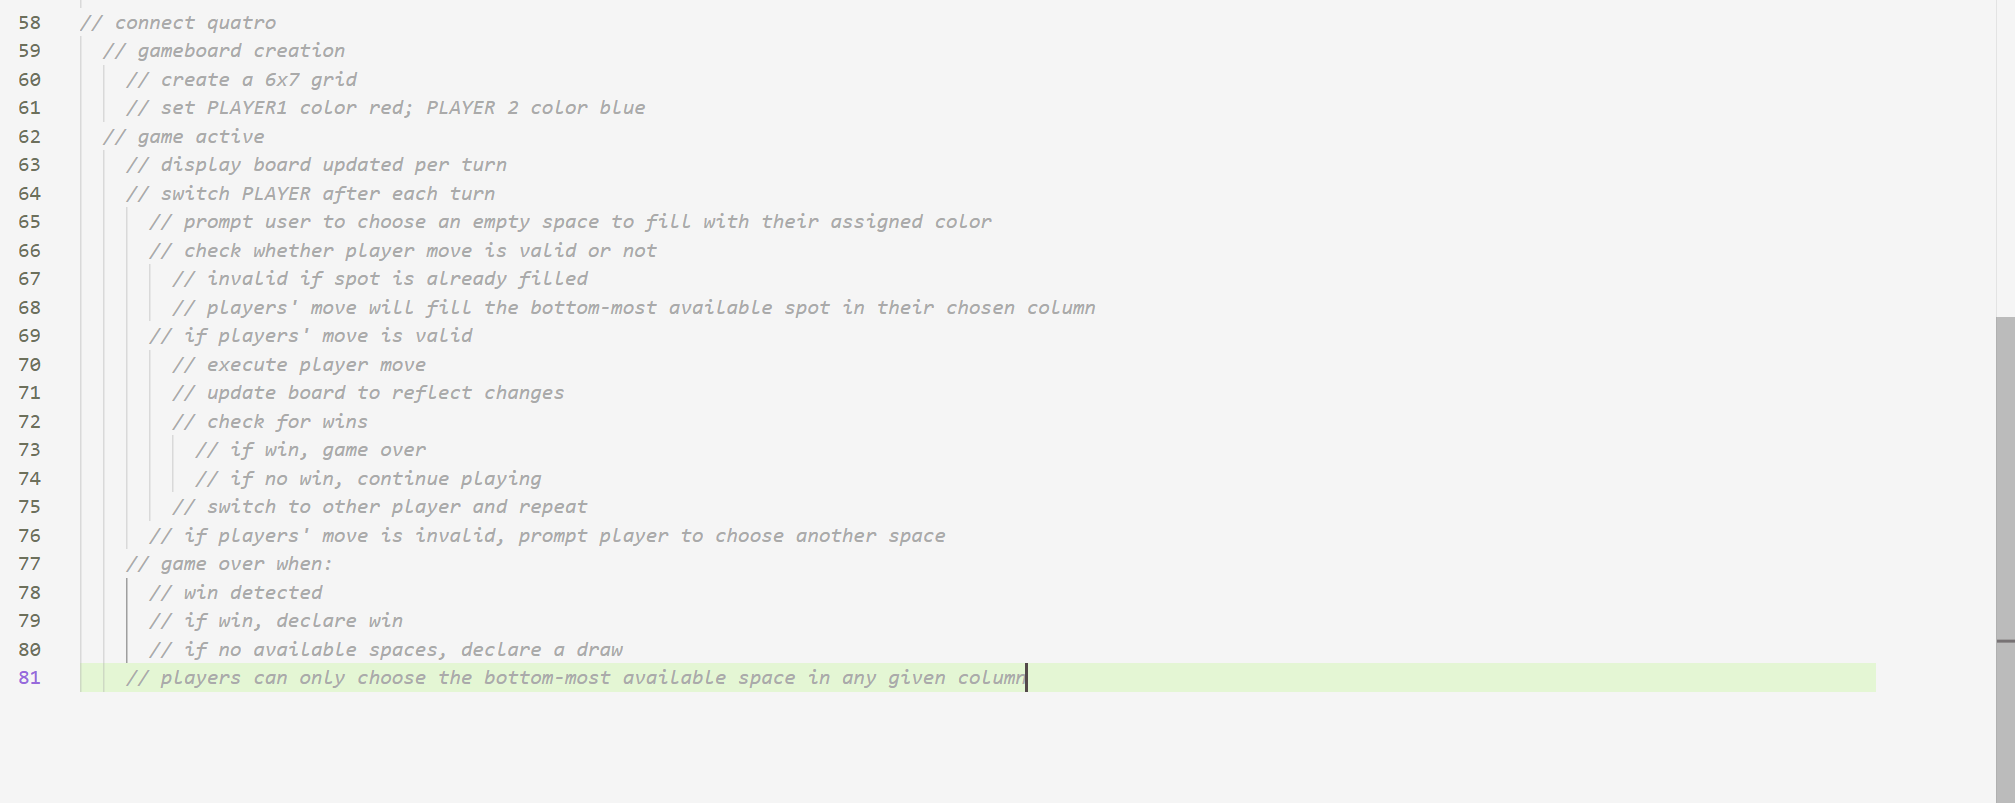 58 // connect quatro
59 // gameboard creation
60 // create a 6x7 grid
61 // set PLAYER1 color red; PLAYER 2 color blue
62 // game active
63 // display board updated per turn
64 // switch PLAYER after each turn
65 // prompt user to choose an empty space to fill with their assigned color
66 // check whether player move is valid or not
67 // invalid if spot is already filled
68 // players' move will fill the bottom-most available spot in their chosen column
69 // if players' move is valid
70 // execute player move
71 // update board to reflect changes
72 // check for wins
73 // if win, game over
74 // if no win, continue playing
75 // switch to other player and repeat
76 // if players' move is invalid, prompt player to choose another space
77 // game over when:
78 // win detected
79 // if win, declare win
80 // if no available spaces, declare a draw
81 // players can only choose the bottom-most available space in any given column